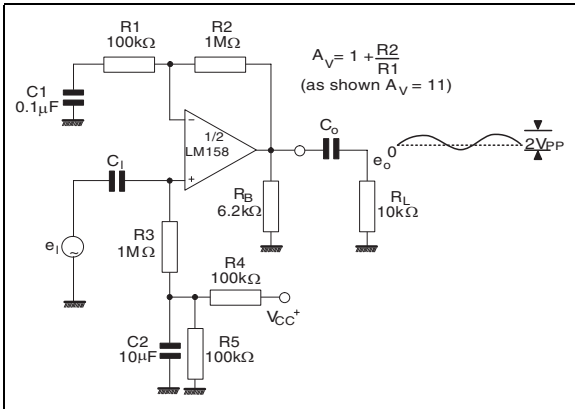 R1
100kΩ
R2
1MΩ
A_V = 1 + R2/R1
(as shown A_V = 11)
C1
0.1μF
1/2
LM158
C_I
C_o
0
2V_PP
e_o
R_B
6.2kΩ
R_L
10kΩ
e_I
R3
1MΩ
R4
100kΩ
V_CC+
C2
10μF
R5
100kΩ